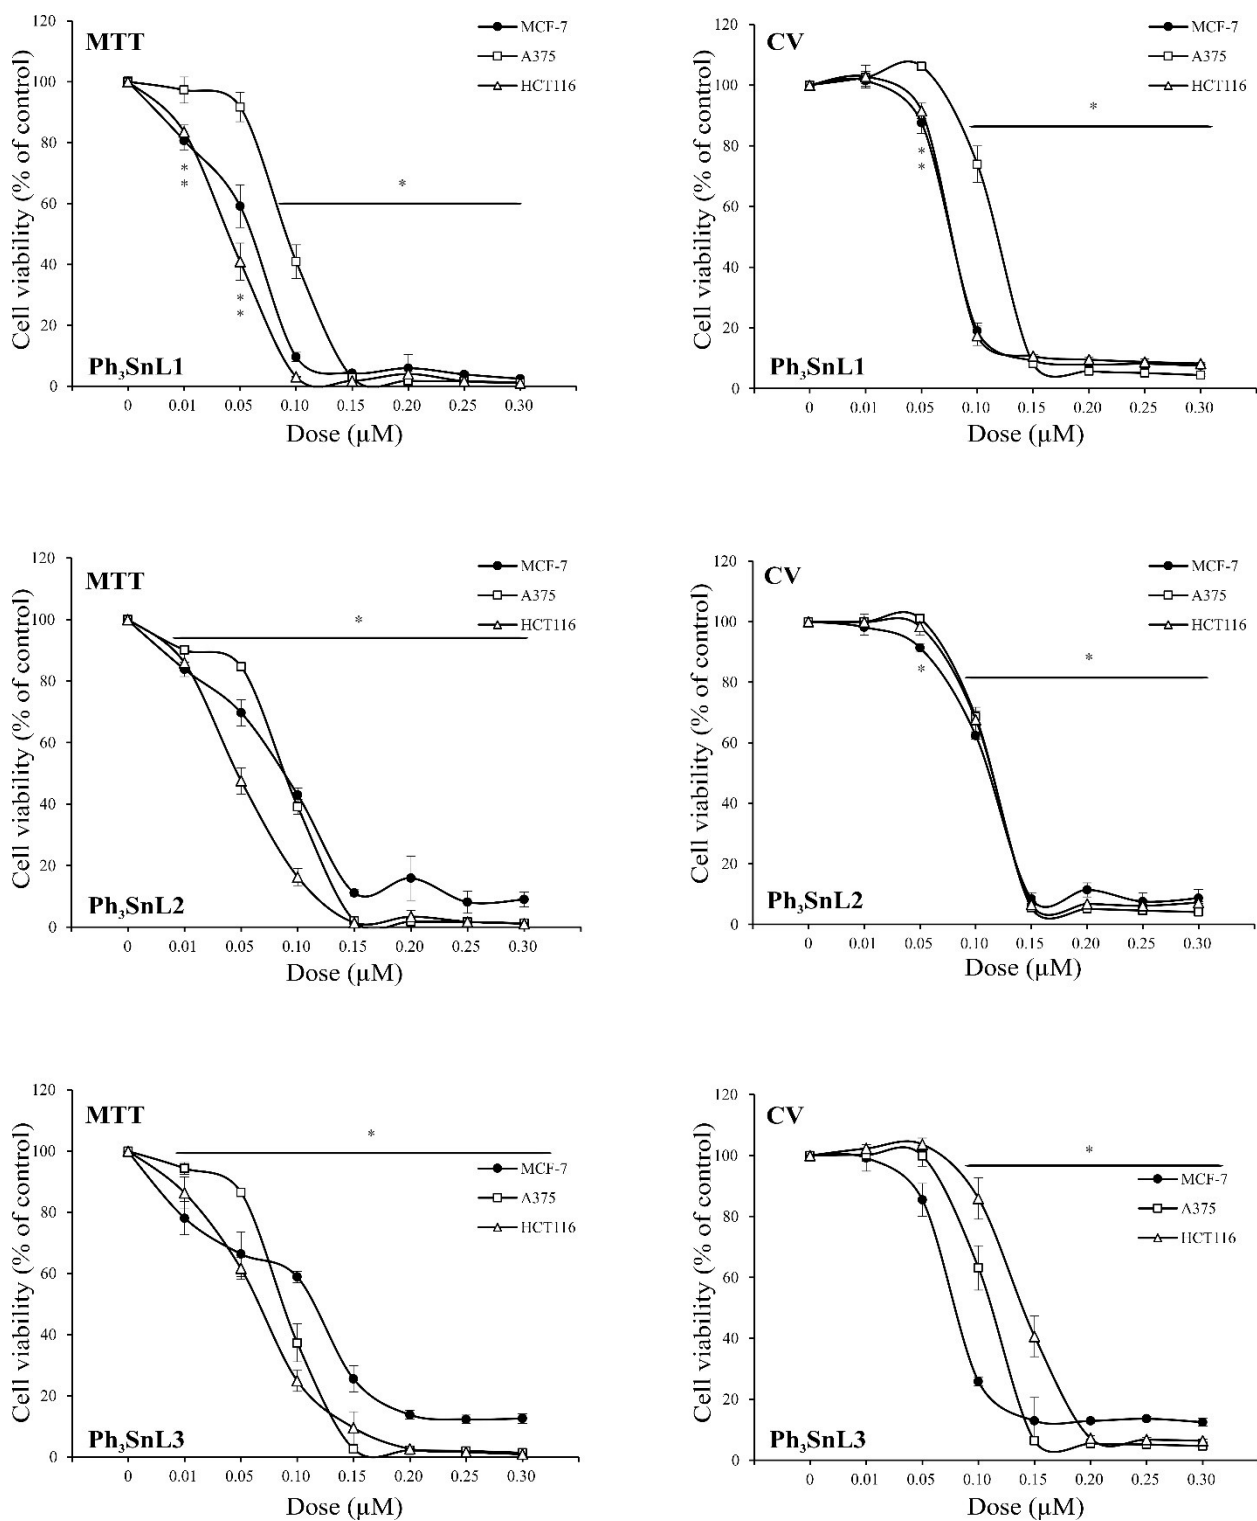 MTT
MCF-7
A375
HCT116
Cell viability (% of control)
120
100
80
60
40
20
0
*
*
*
*
*
Ph₃SnL1
0 0.01 0.05 0.10 0.15 0.20 0.25 0.30
Dose (μM)
CV
MCF-7
A375
HCT116
Cell viability (% of control)
120
100
80
60
40
20
0
*
*
*
Ph₃SnL1
0 0.01 0.05 0.10 0.15 0.20 0.25 0.30
Dose (μM)
MTT
MCF-7
A375
HCT116
Cell viability (% of control)
120
100
80
60
40
20
0
*
Ph₃SnL2
0 0.01 0.05 0.10 0.15 0.20 0.25 0.30
Dose (μM)
CV
MCF-7
A375
HCT116
Cell viability (% of control)
120
100
80
60
40
20
0
*
*
Ph₃SnL2
0 0.01 0.05 0.10 0.15 0.20 0.25 0.30
Dose (μM)
MTT
MCF-7
A375
HCT116
Cell viability (% of control)
120
100
80
60
40
20
0
*
Ph₃SnL3
0 0.01 0.05 0.10 0.15 0.20 0.25 0.30
Dose (μM)
CV
MCF-7
A375
HCT116
Cell viability (% of control)
120
100
80
60
40
20
0
*
Ph₃SnL3
0 0.01 0.05 0.10 0.15 0.20 0.25 0.30
Dose (μM)